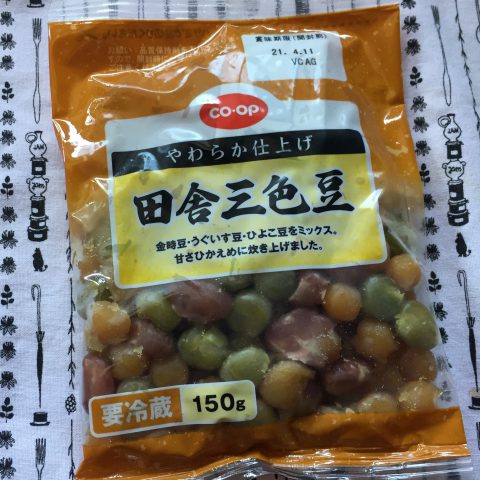 賞味期限(開封前)
21.4.11
VCAG
co·op
やわらか仕上げ
田舎三色豆
金時豆・うぐいす豆・ひよこ豆をミックス。
甘さひかえめに炊き上げました。
要冷蔵 150g
JAM